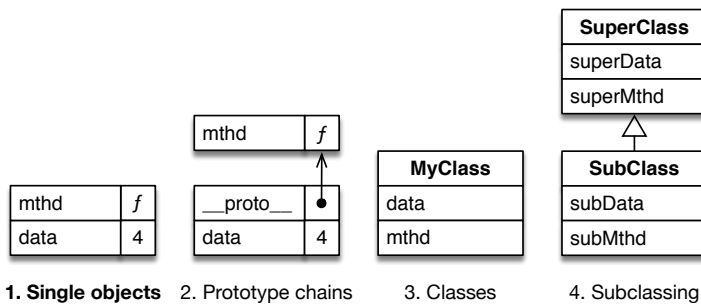 SuperClass
superData
superMthd
mthd ƒ
MyClass
SubClass
mthd ƒ
__proto__
data
subData
data 4
data 4
mthd
subMthd
1. Single objects
2. Prototype chains
3. Classes
4. Subclassing